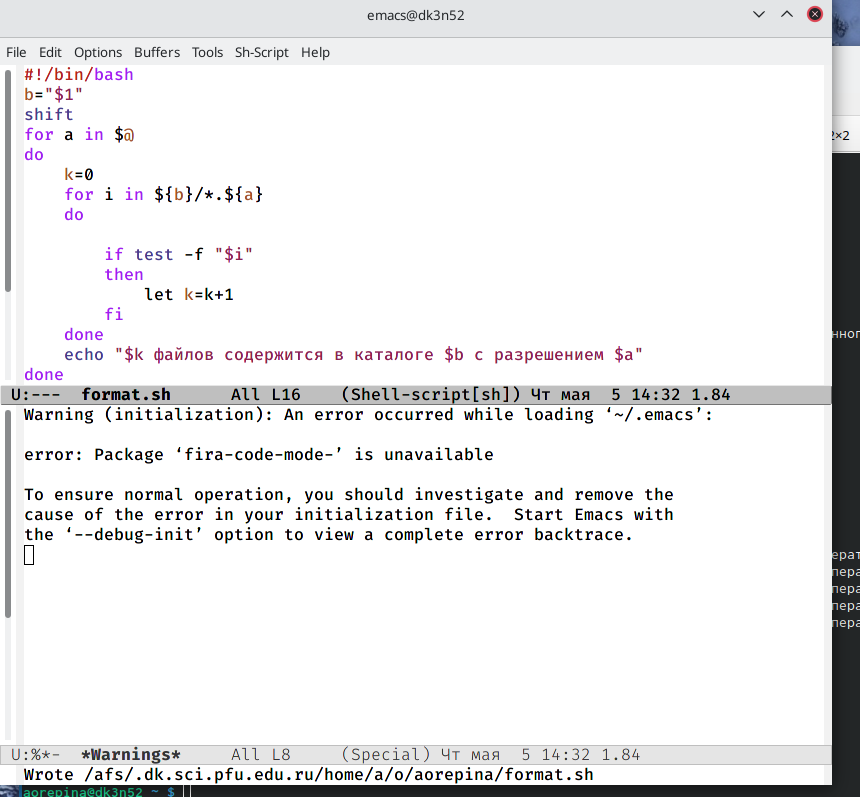 emacs@dk3n52
File Edit Options Buffers Tools Sh-Script Help
#!/bin/bash
b="$1"
shift
for a in $@
do
    k=0
    for i in ${b}/*.${a}
    do
        if test -f "$i"
        then
            let k=k+1
        fi
    done
    echo "$k файлов содержится в каталоге $b с разрешением $a"
done
U:---  format.sh      All L16    (Shell-script[sh]) Чт мая  5 14:32 1.84
Warning (initialization): An error occurred while loading ‘~/.emacs’:
error: Package ‘fira-code-mode-’ is unavailable
To ensure normal operation, you should investigate and remove the
cause of the error in your initialization file.  Start Emacs with
the ‘--debug-init’ option to view a complete error backtrace.
U:%*-  *Warnings*     All L8     (Special) Чт мая  5 14:32 1.84
Wrote /afs/.dk.sci.pfu.edu.ru/home/a/o/aorepina/format.sh
aorepina@dk3n52 ~ $
2×2
нног
ерат
пера
пера
пера
пера